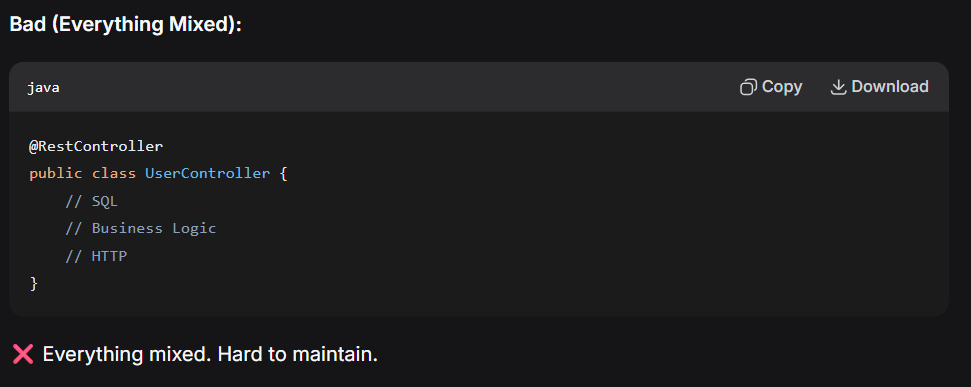 Bad (Everything Mixed):
java
Copy
Download
@RestController
public class UserController {
    // SQL
    // Business Logic
    // HTTP
}
❌ Everything mixed. Hard to maintain.